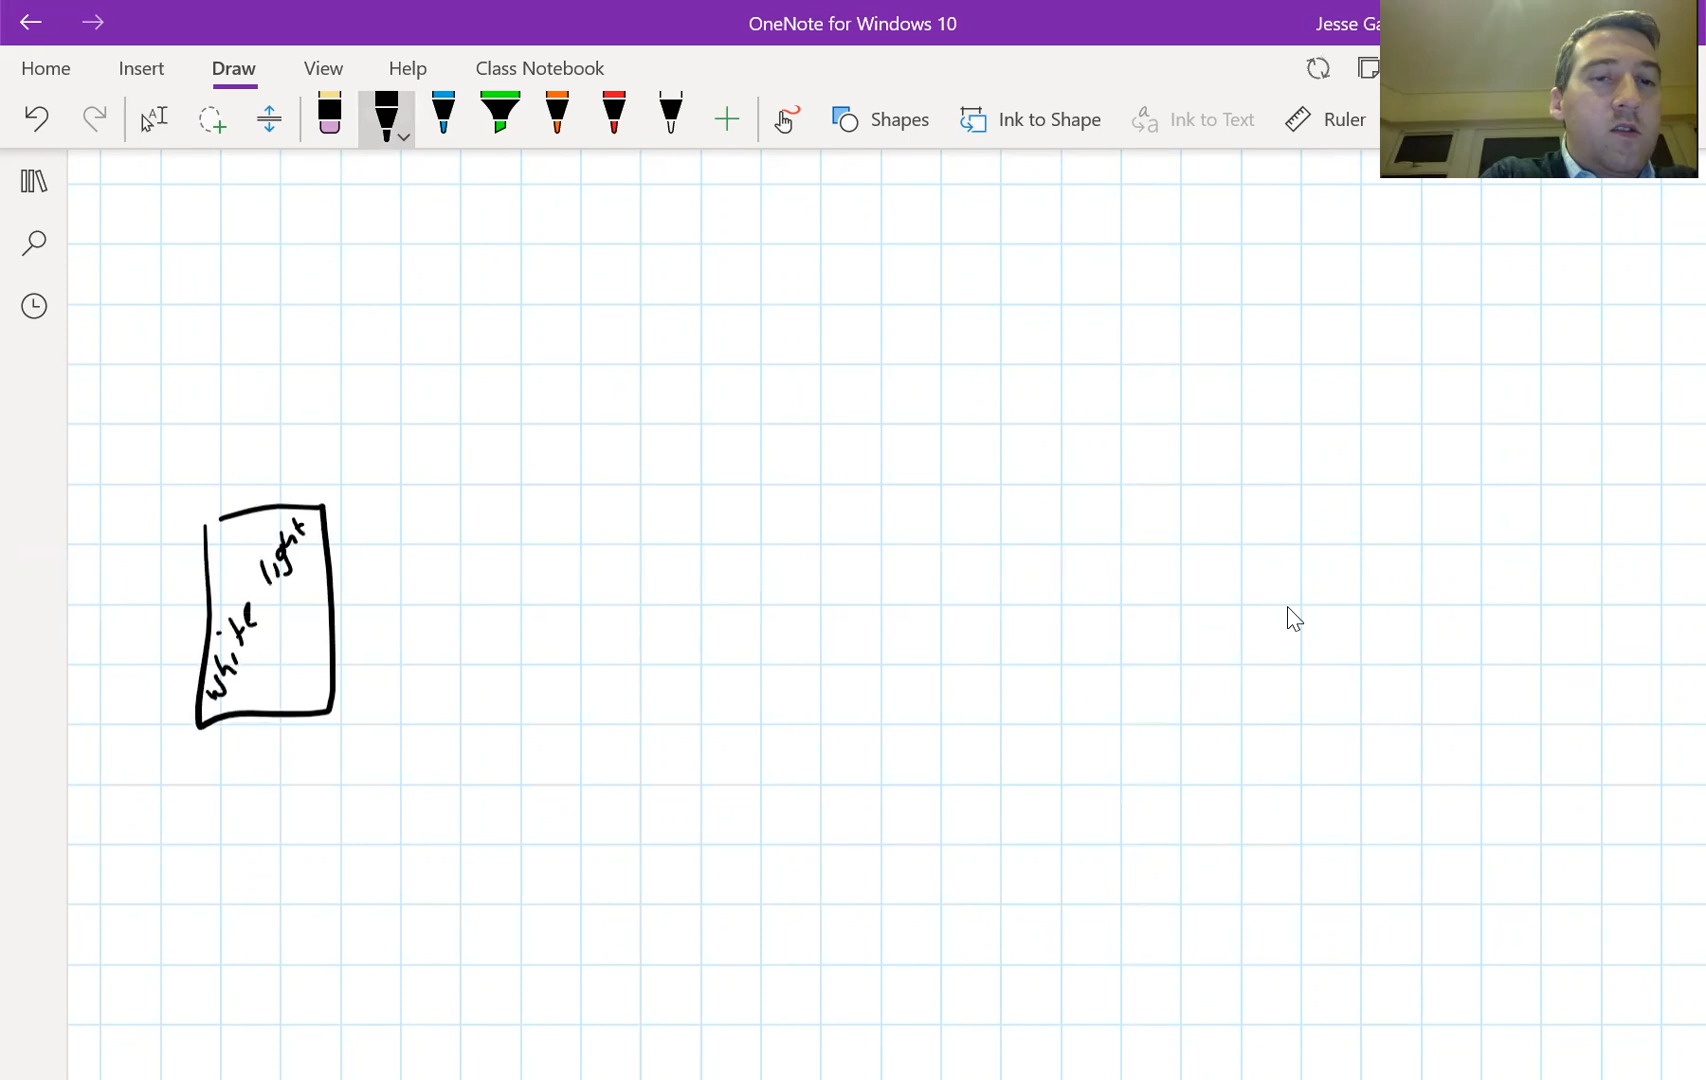 OneNote for Windows 10
Jesse Ga
Home Insert Draw View Help Class Notebook
Shapes Ink to Shape Ink to Text Ruler
white light